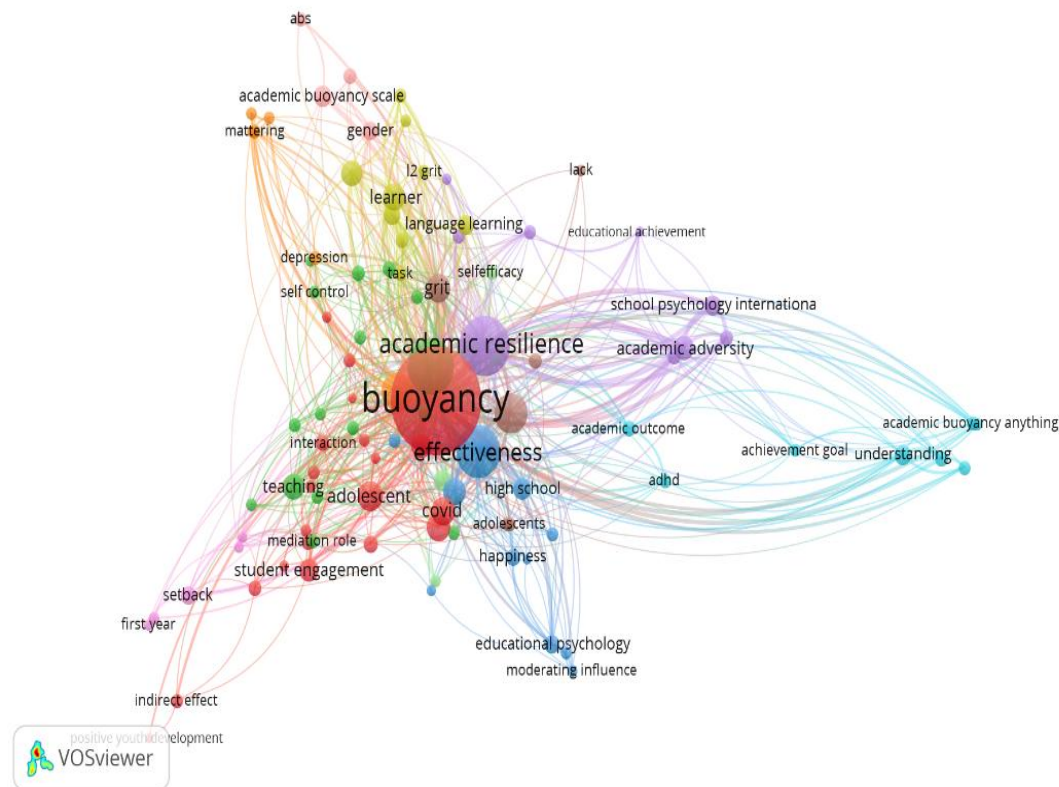 abs
academic buoyancy scale
mattering
gender
lack
l2 grit
learner
language learning
educational achievement
depression
task
selfefficacy
self control
grit
school psychology internationa
academic resilience
academic adversity
buoyancy
academic outcome
academic buoyancy anything
interaction
effectiveness
achievement goal
understanding
teaching
adolescent
high school
adhd
covid
adolescents
mediation role
happiness
student engagement
setback
first year
educational psychology
moderating influence
indirect effect
positive youth development
VOSviewer